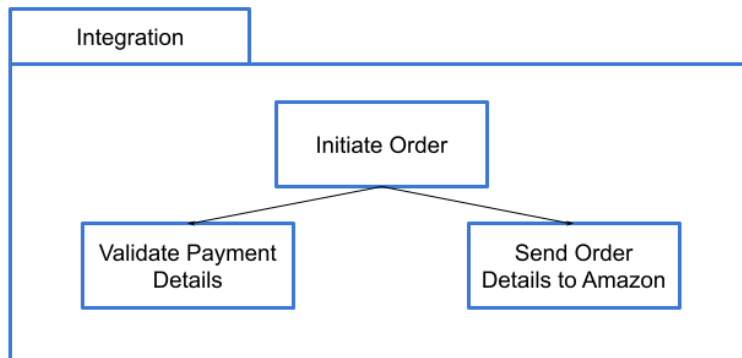 Integration
Initiate Order
Validate Payment
Details
Send Order
Details to Amazon